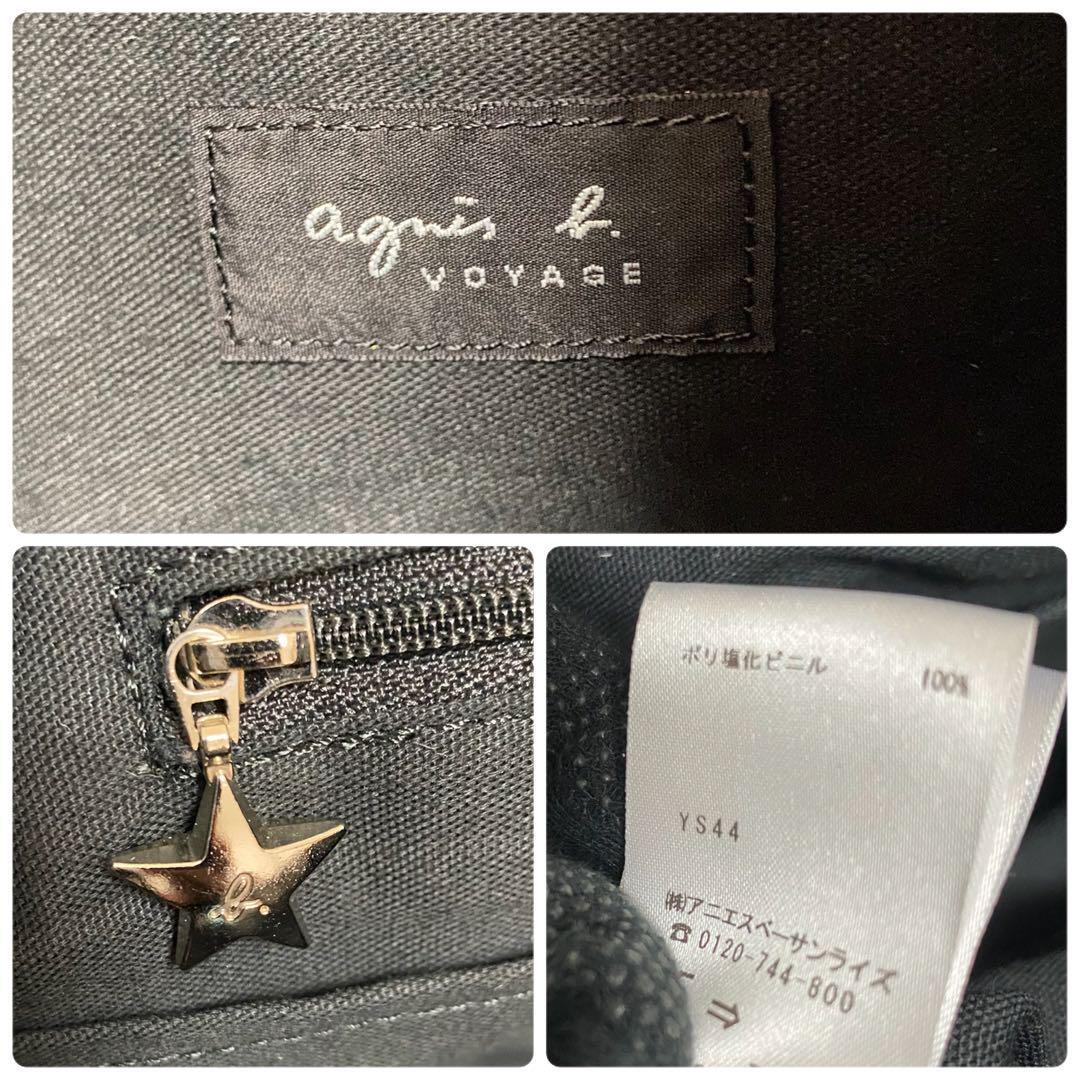 agnès b.
VOYAGE
b.
ポリ塩化ビニル 100%
YS44
㈱アニエスベーサンライズ
☎ 0120-744-800
⇒